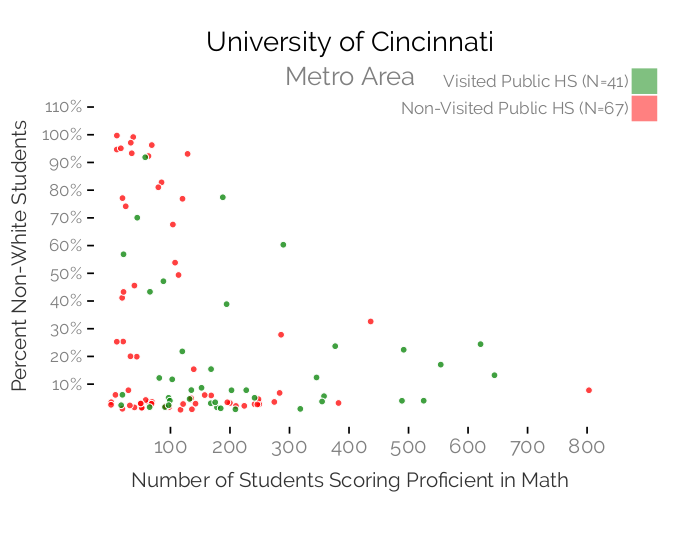 University of Cincinnati
Metro Area
Visited Public HS (N=41)
Non-Visited Public HS (N=67)
Percent Non-White Students
110%
100%
90%
80%
70%
60%
50%
40%
30%
20%
10%
100 200 300 400 500 600 700 800
Number of Students Scoring Proficient in Math